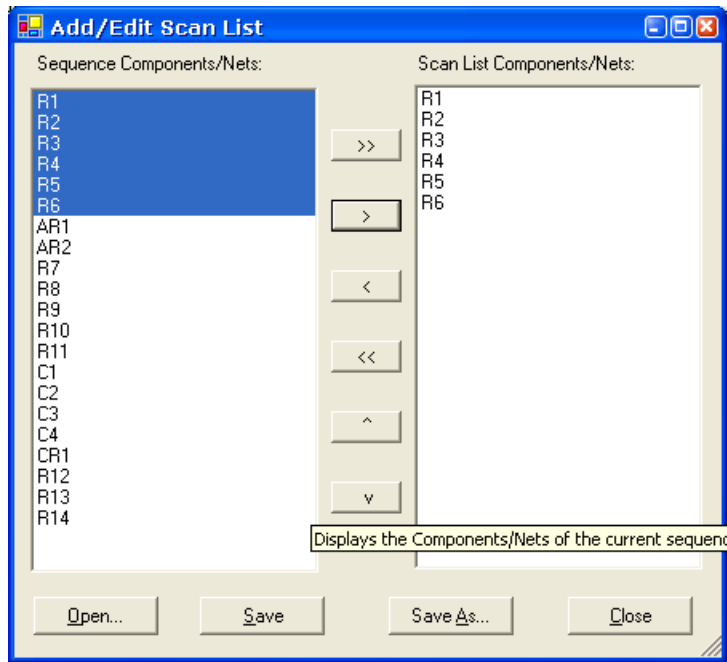 Add/Edit Scan List
Sequence Components/Nets:
R1
R2
R3
R4
R5
R6
AR1
AR2
R7
R8
R9
R10
R11
C1
C2
C3
C4
CR1
R12
R13
R14
>>
>
<
<<
^
v
Scan List Components/Nets:
R1
R2
R3
R4
R5
R6
Displays the Components/Nets of the current sequenc
Open...
Save
Save As...
Close